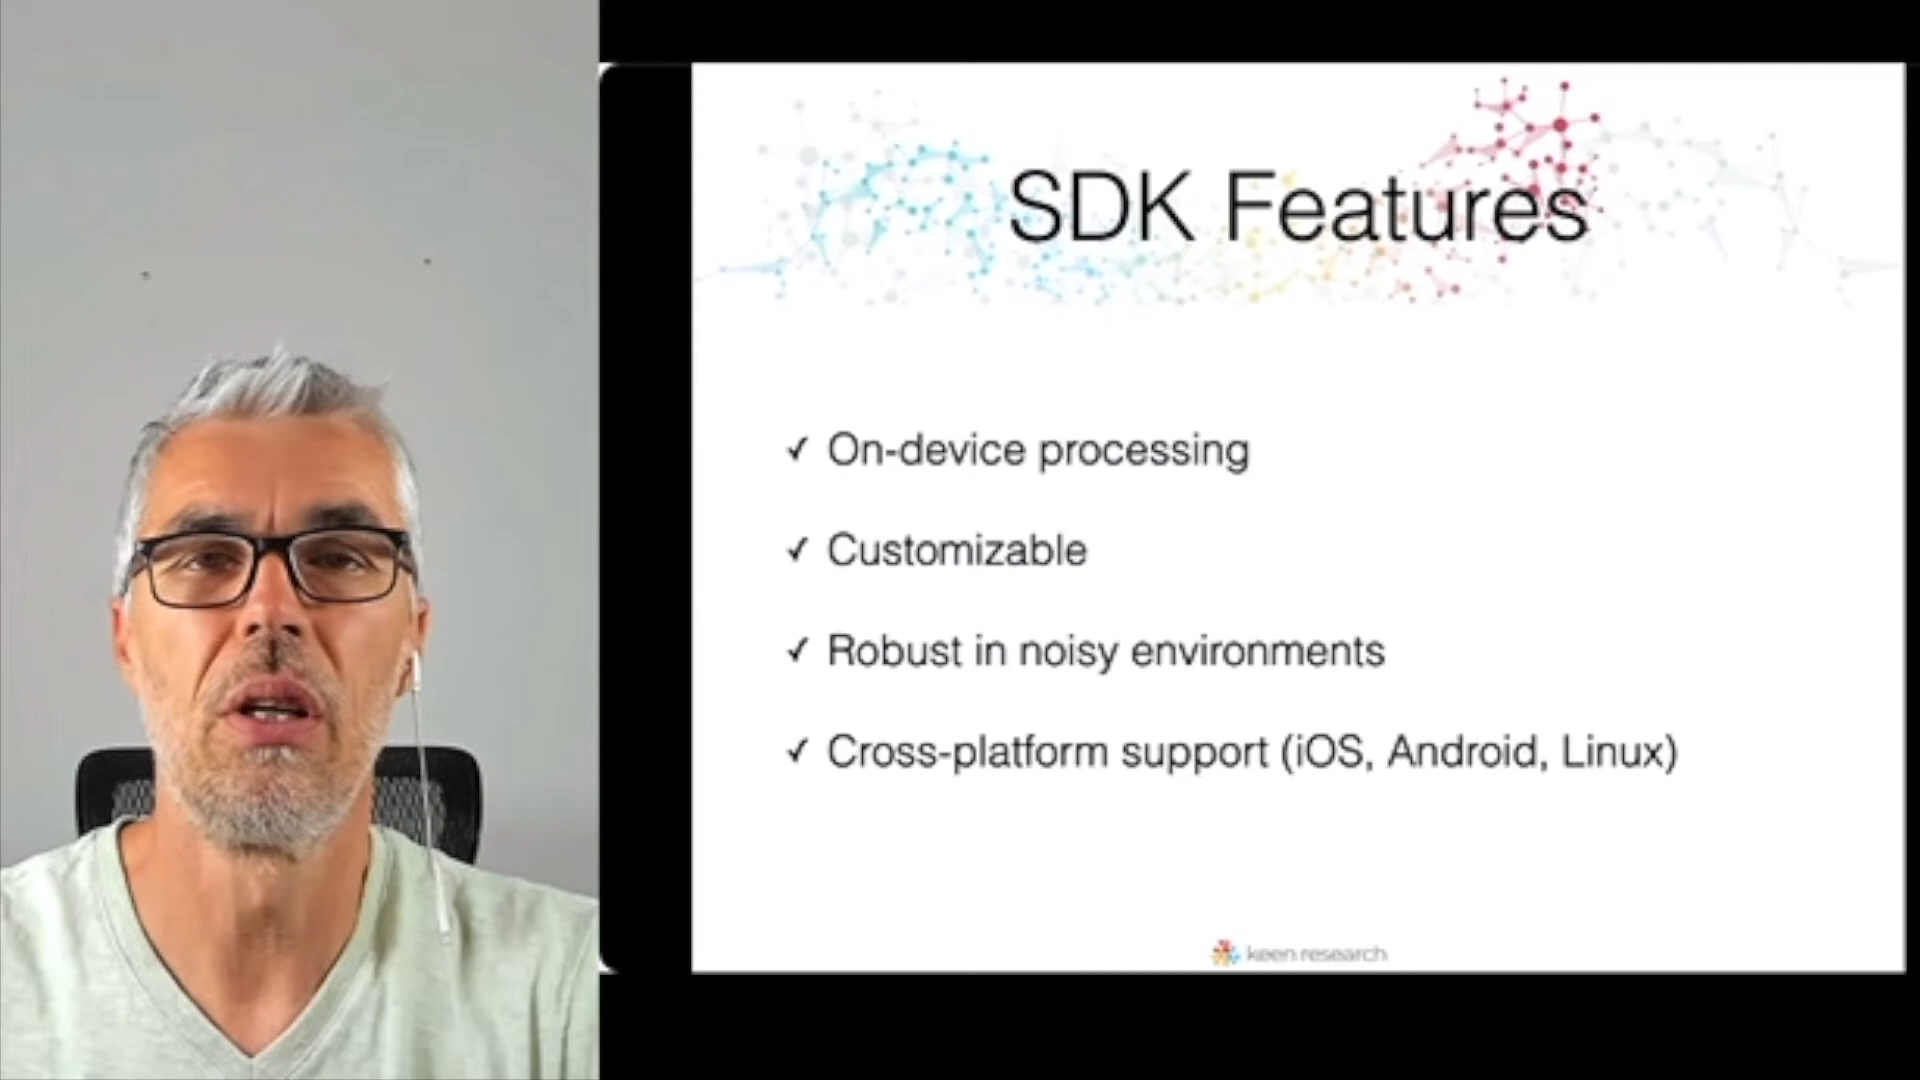 SDK Features
✓ On-device processing
✓ Customizable
✓ Robust in noisy environments
✓ Cross-platform support (iOS, Android, Linux)
keen research